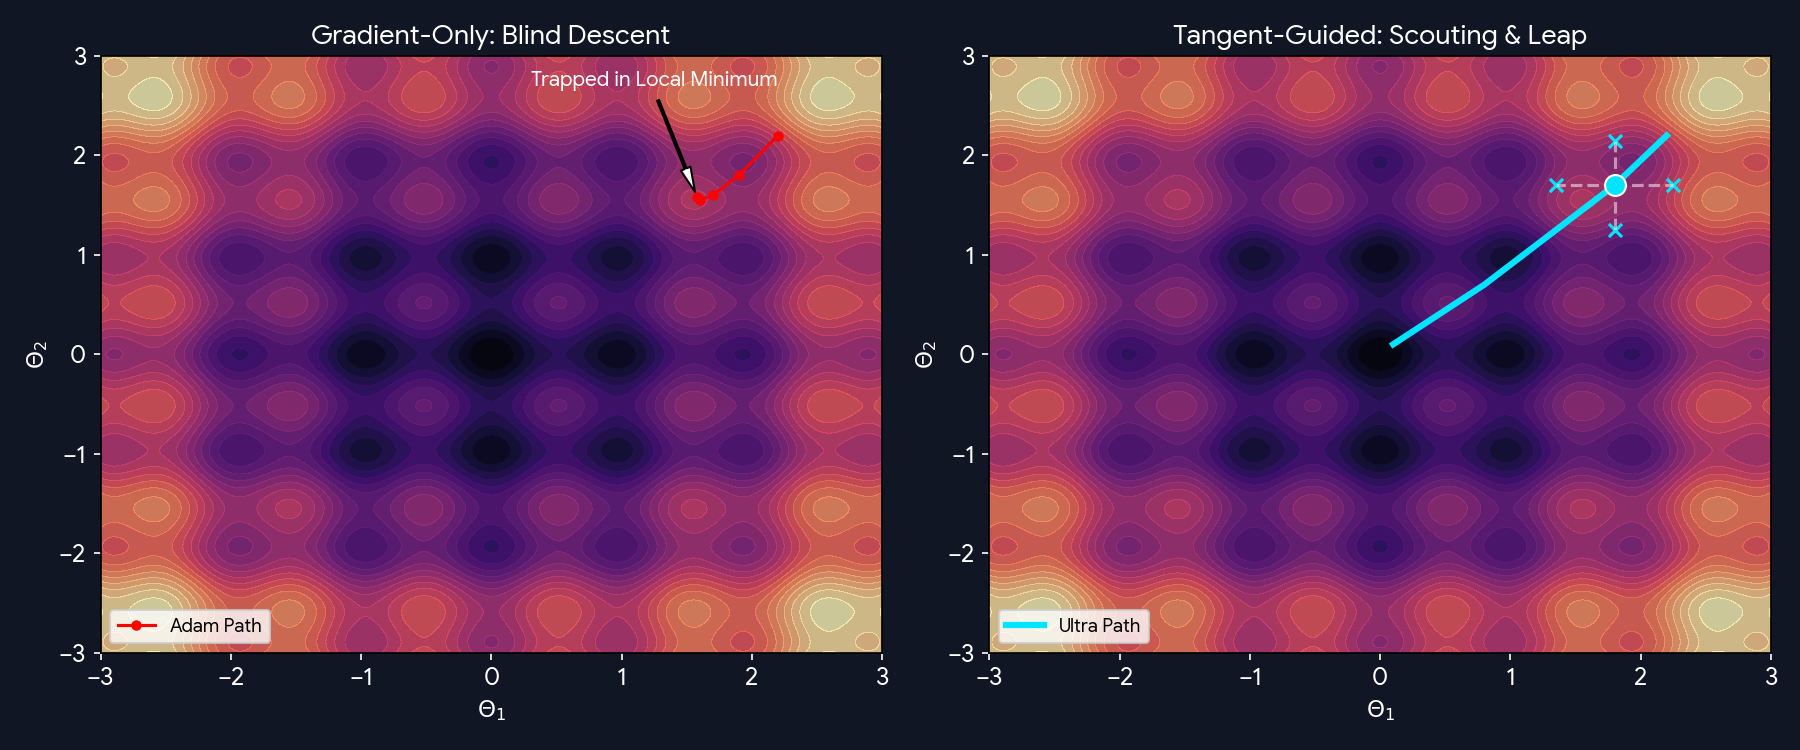 Gradient-Only: Blind Descent
3
2
1
0
−1
−2
−3
Θ2
Trapped in Local Minimum
Adam Path
−3 −2 −1 0 1 2 3
Θ1
Tangent-Guided: Scouting & Leap
3
2
1
0
−1
−2
−3
Θ2
Ultra Path
−3 −2 −1 0 1 2 3
Θ1